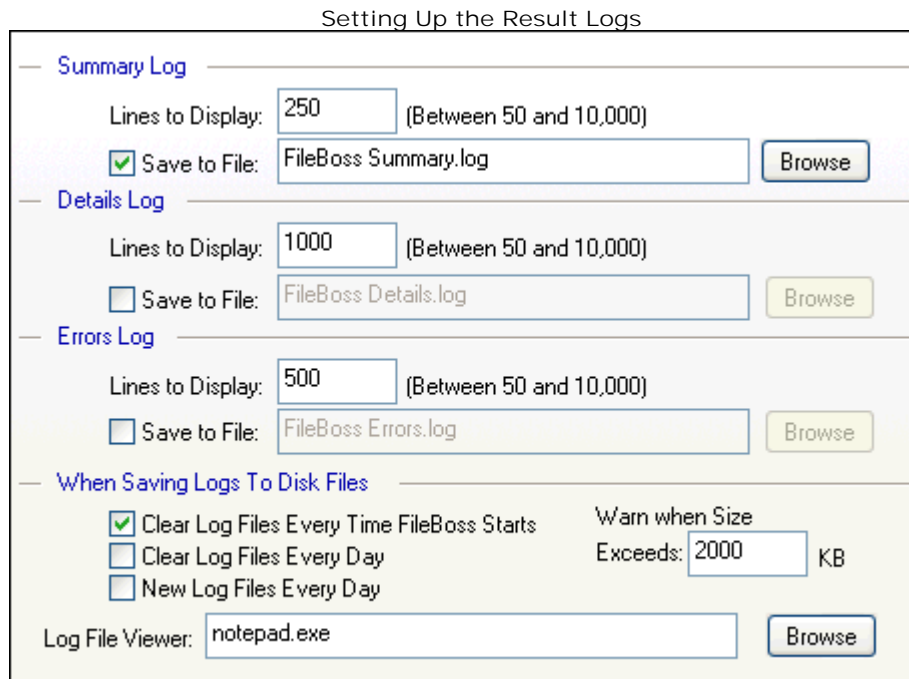 Setting Up the Result Logs
Summary Log
Lines to Display: 250 (Between 50 and 10,000)
Save to File: FileBoss Summary.log Browse
Details Log
Lines to Display: 1000 (Between 50 and 10,000)
Save to File: FileBoss Details.log Browse
Errors Log
Lines to Display: 500 (Between 50 and 10,000)
Save to File: FileBoss Errors.log Browse
When Saving Logs To Disk Files
Clear Log Files Every Time FileBoss Starts
Clear Log Files Every Day
New Log Files Every Day
Warn when Size
Exceeds: 2000 KB
Log File Viewer: notepad.exe Browse